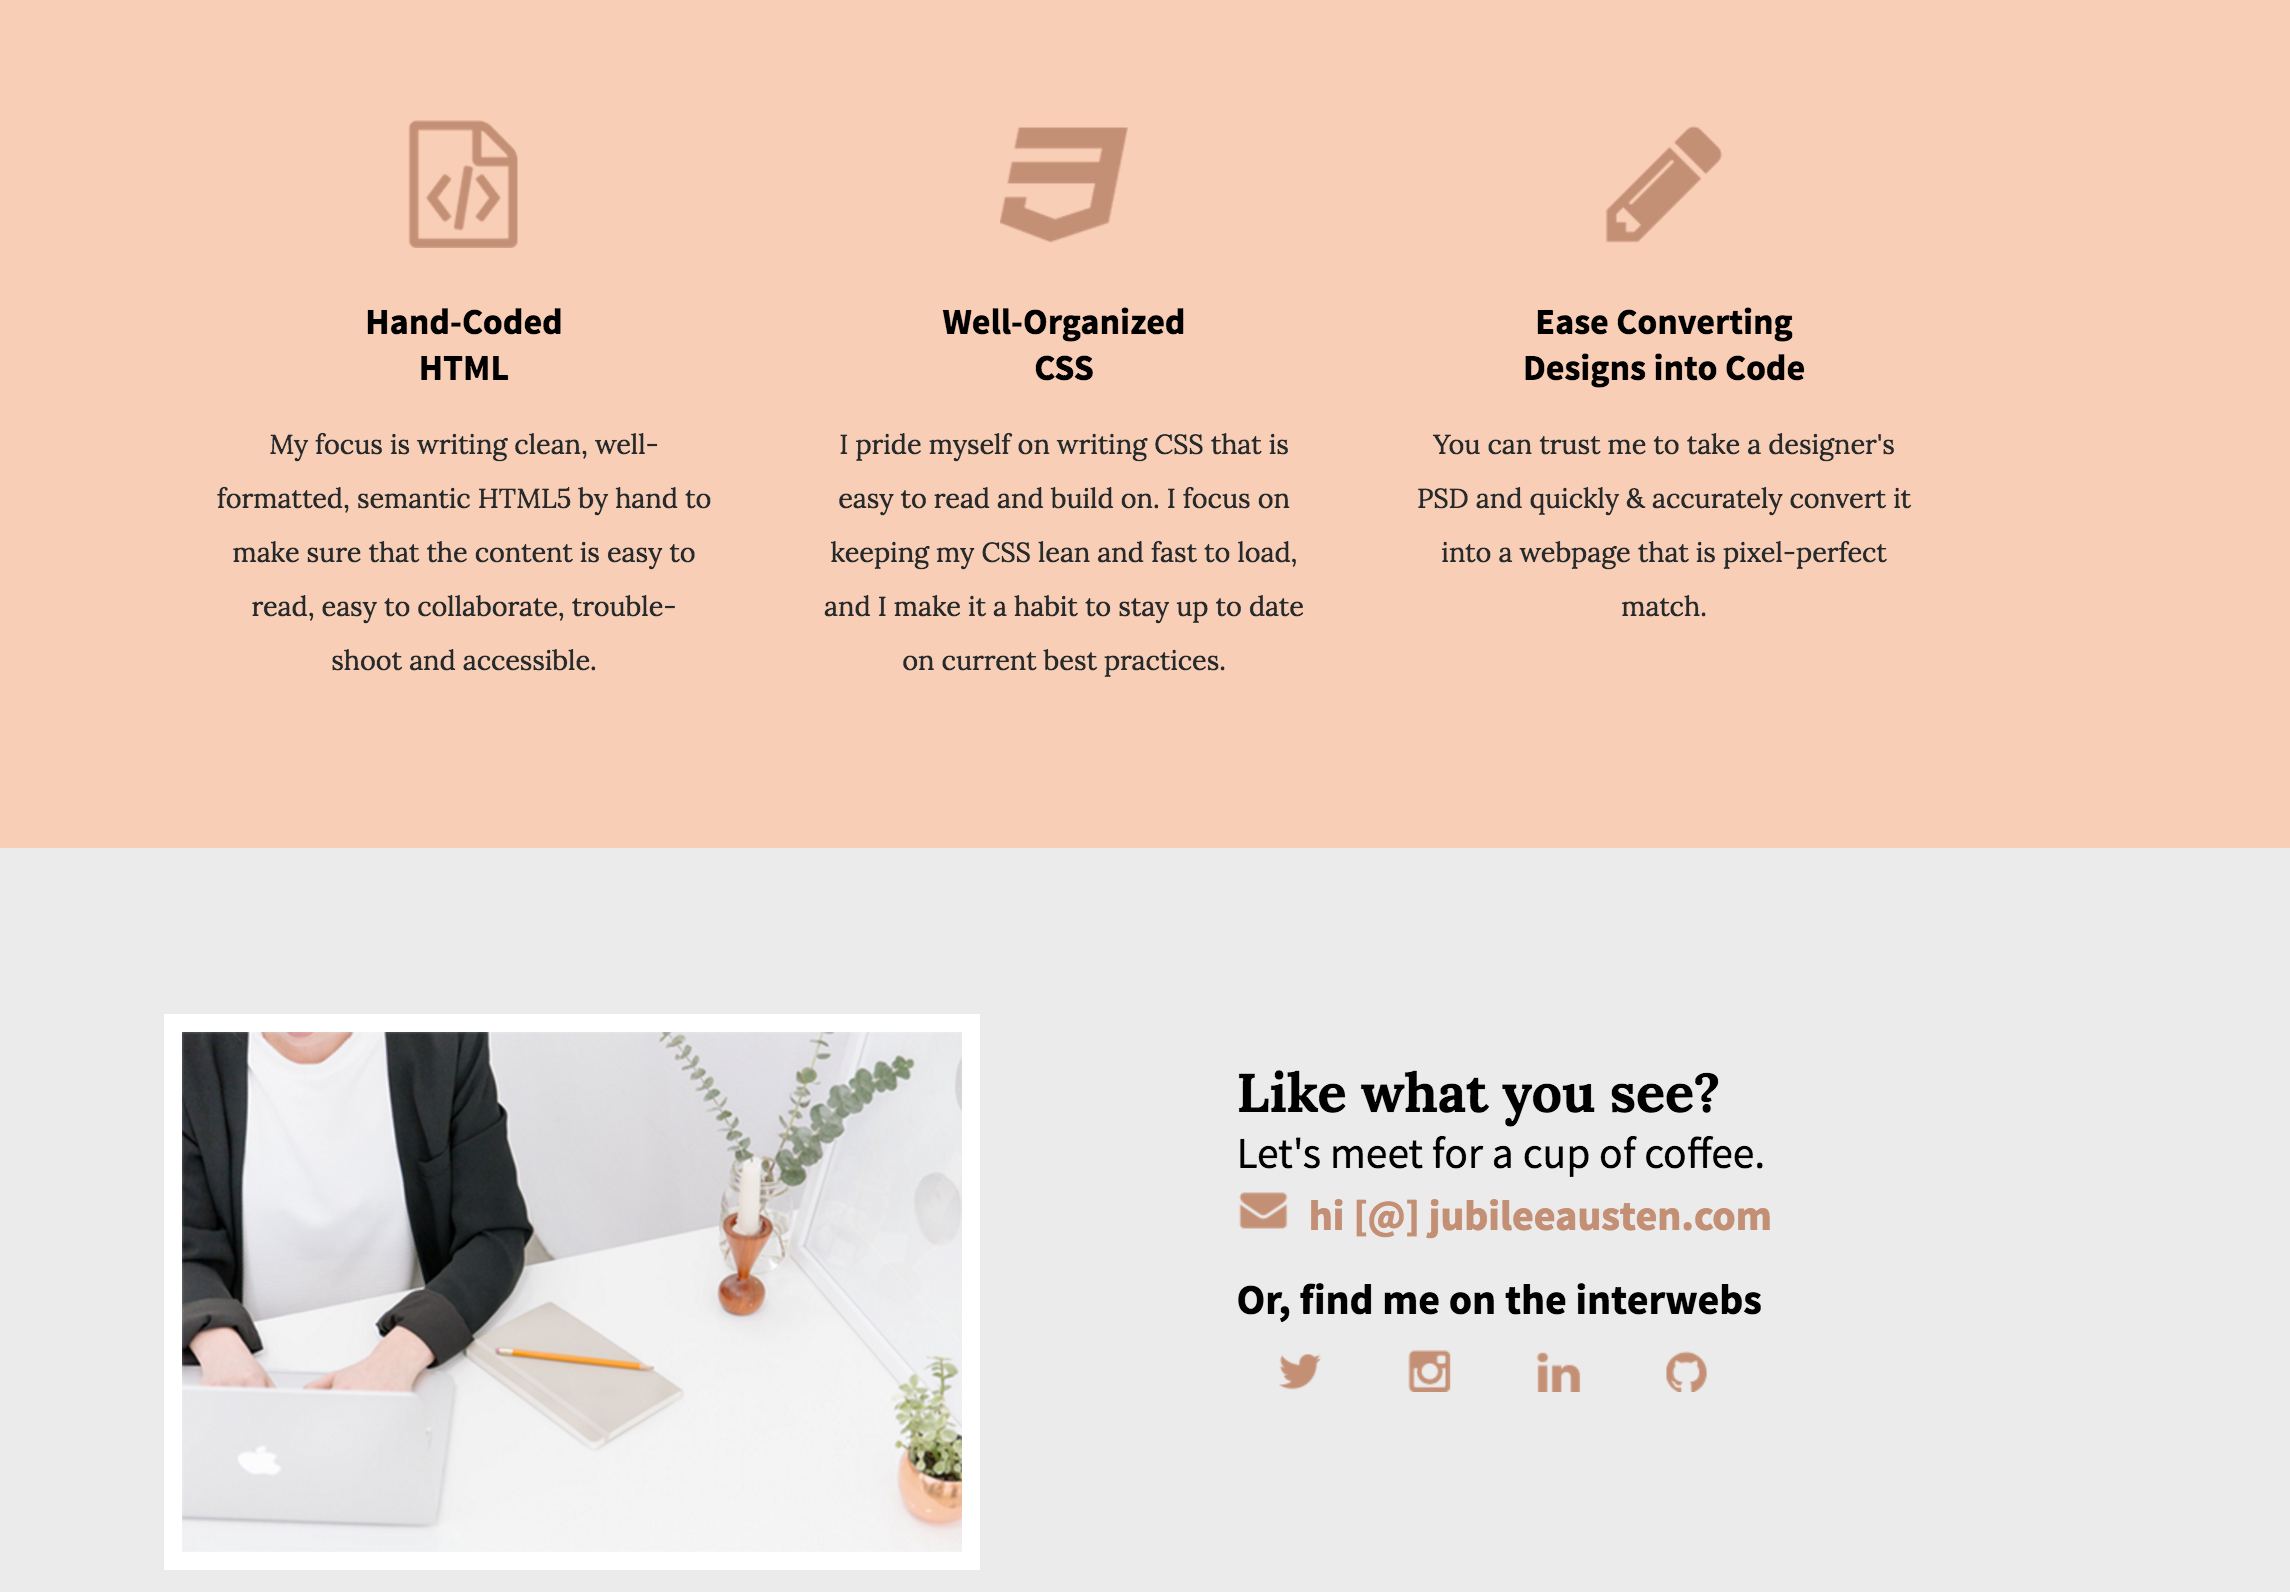 </>
Hand-Coded
HTML
My focus is writing clean, well-
formatted, semantic HTML5 by hand to
make sure that the content is easy to
read, easy to collaborate, trouble-
shoot and accessible.
Well-Organized
CSS
I pride myself on writing CSS that is
easy to read and build on. I focus on
keeping my CSS lean and fast to load,
and I make it a habit to stay up to date
on current best practices.
Ease Converting
Designs into Code
You can trust me to take a designer's
PSD and quickly & accurately convert it
into a webpage that is pixel-perfect
match.
Like what you see?
Let's meet for a cup of coffee.
hi [@] jubileeausten.com
Or, find me on the interwebs
in